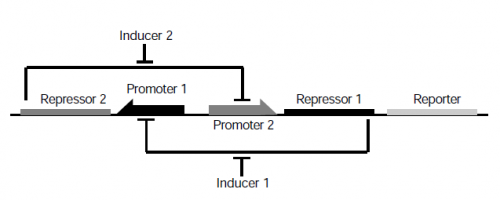 Inducer 2
Repressor 2
Promoter 1
Promoter 2
Repressor 1
Reporter
Inducer 1